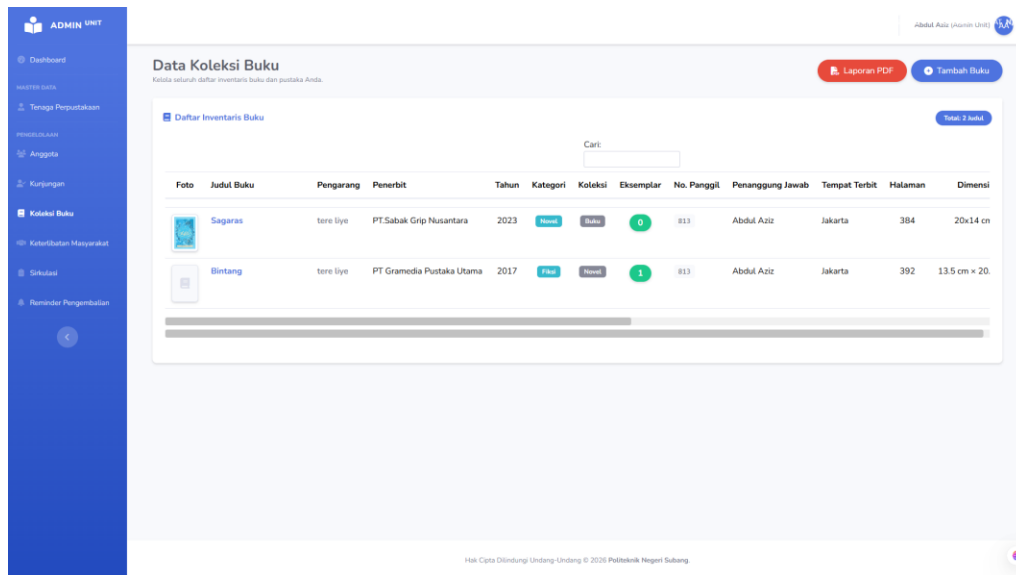 ADMIN UNIT
Abdul Aziz (Admin Unit)
Dashboard
MASTER DATA
Tenaga Perpustakaan
PENGELOLAAN
Anggota
Kunjungan
Koleksi Buku
Keterlibatan Masyarakat
Sirkulasi
Reminder Pengembalian
Data Koleksi Buku
Kelola seluruh daftar inventaris buku dan pustaka Anda.
Laporan PDF
Tambah Buku
Daftar Inventaris Buku
Total: 2 Judul
Cari:
Foto Judul Buku Pengarang Penerbit Tahun Kategori Koleksi Eksemplar No. Panggil Penanggung Jawab Tempat Terbit Halaman Dimensi
Sagaras tere liye PT.Sabak Grip Nusantara 2023 Novel Buku 0 813 Abdul Aziz Jakarta 384 20x14 cm
Bintang tere liye PT Gramedia Pustaka Utama 2017 Fiksi Novel 1 813 Abdul Aziz Jakarta 392 13.5 cm × 20.
Hak Cipta Dilindungi Undang-Undang © 2026 Politeknik Negeri Subang.